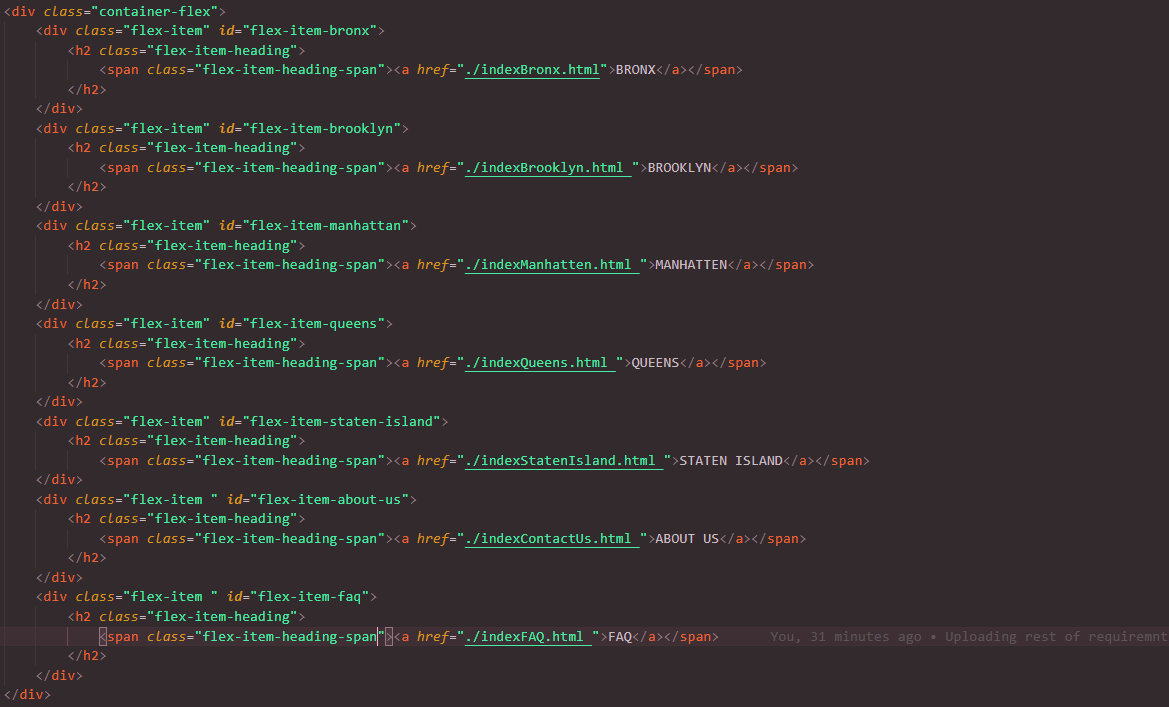 <div class="container-flex">
    <div class="flex-item" id="flex-item-bronx">
        <h2 class="flex-item-heading">
            <span class="flex-item-heading-span"><a href="./indexBronx.html">BRONX</a></span>
        </h2>
    </div>
    <div class="flex-item" id="flex-item-brooklyn">
        <h2 class="flex-item-heading">
            <span class="flex-item-heading-span"><a href="./indexBrooklyn.html ">BROOKLYN</a></span>
        </h2>
    </div>
    <div class="flex-item" id="flex-item-manhattan">
        <h2 class="flex-item-heading">
            <span class="flex-item-heading-span"><a href="./indexManhatten.html ">MANHATTEN</a></span>
        </h2>
    </div>
    <div class="flex-item" id="flex-item-queens">
        <h2 class="flex-item-heading">
            <span class="flex-item-heading-span"><a href="./indexQueens.html ">QUEENS</a></span>
        </h2>
    </div>
    <div class="flex-item" id="flex-item-staten-island">
        <h2 class="flex-item-heading">
            <span class="flex-item-heading-span"><a href="./indexStatenIsland.html ">STATEN ISLAND</a></span>
    </div>
    <div class="flex-item " id="flex-item-about-us">
        <h2 class="flex-item-heading">
            <span class="flex-item-heading-span"><a href="./indexContactUs.html ">ABOUT US</a></span>
        </h2>
    </div>
    <div class="flex-item " id="flex-item-faq">
        <h2 class="flex-item-heading">
            <span class="flex-item-heading-span"><a href="./indexFAQ.html ">FAQ</a></span> You, 31 minutes ago • Uploading rest of requiremnt
        </h2>
    </div>
</div>